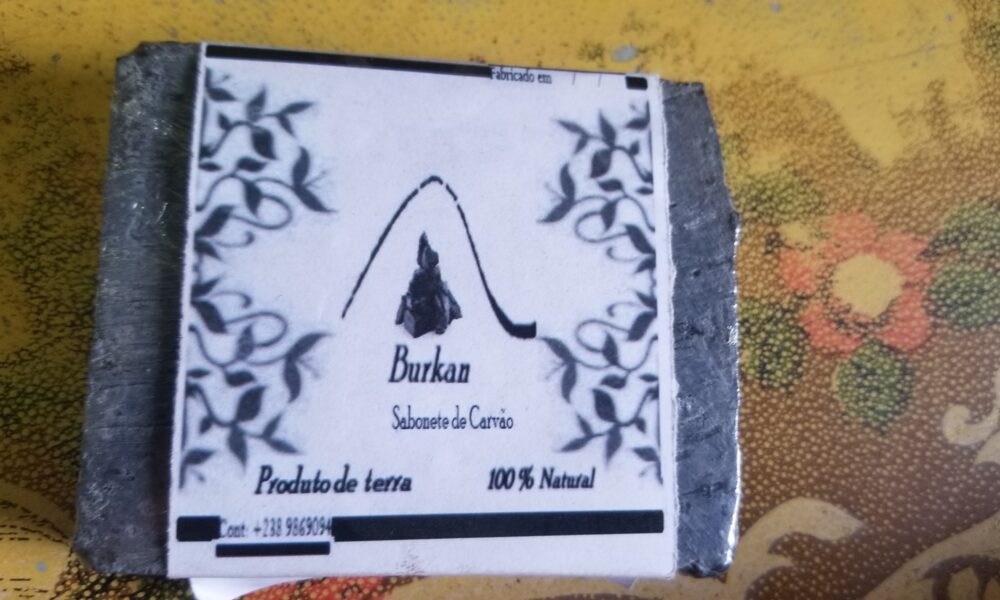 Fabricado em / /
Burkan
Sabonete de Carvão
Produto de terra 100% Natural
Cont: +238 9869094